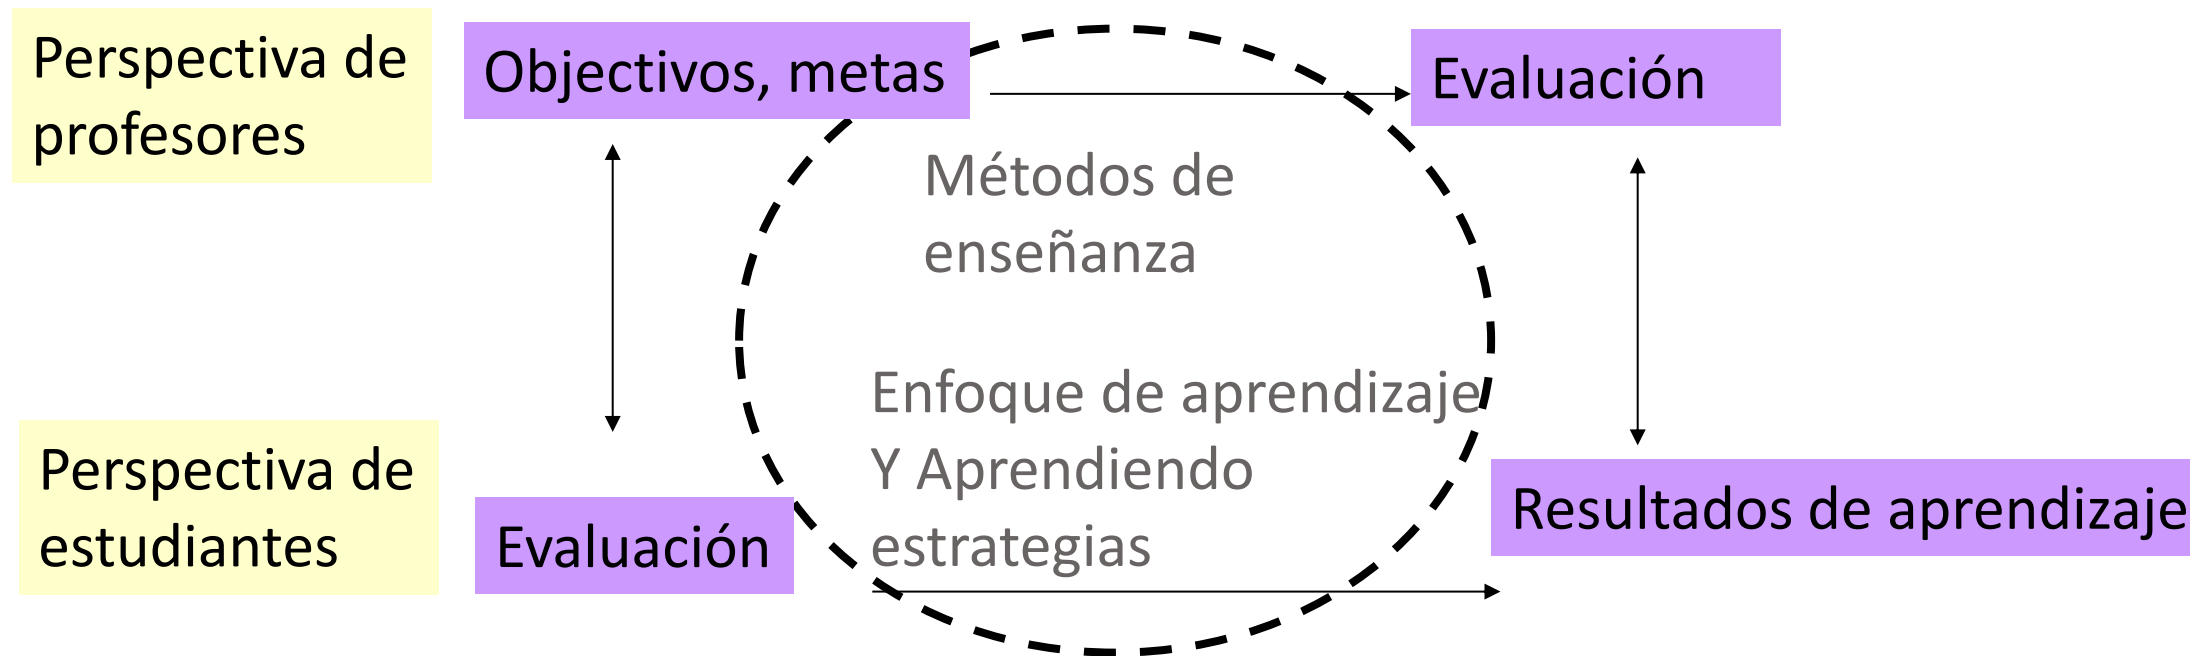 Perspectiva de
profesores
Objectivos, metas
Evaluación
Métodos de
enseñanza
Enfoque de aprendizaje
Y Aprendiendo
estrategias
Perspectiva de
estudiantes
Evaluación
Resultados de aprendizaje